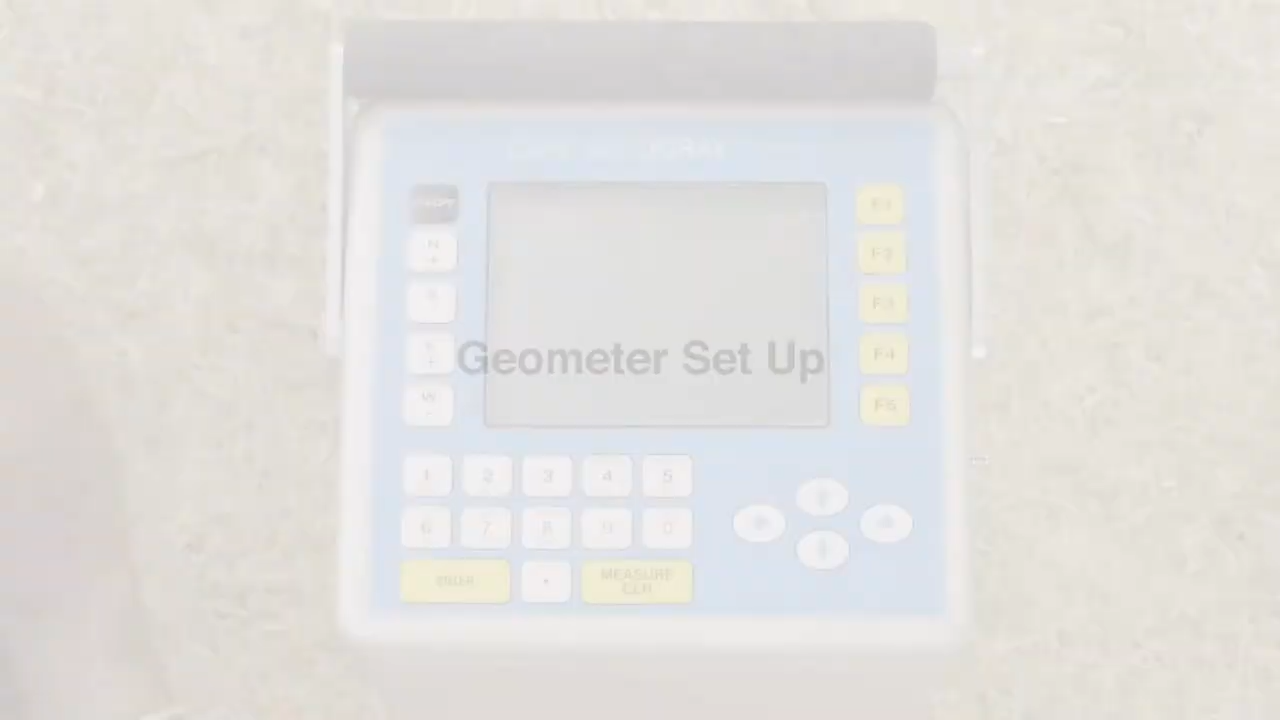 N
F2
F3
Geometer Set Up
F4
W
F5
1 2 3 4 5
6 7 8 9 0
ENTER
MEASURE
CLR